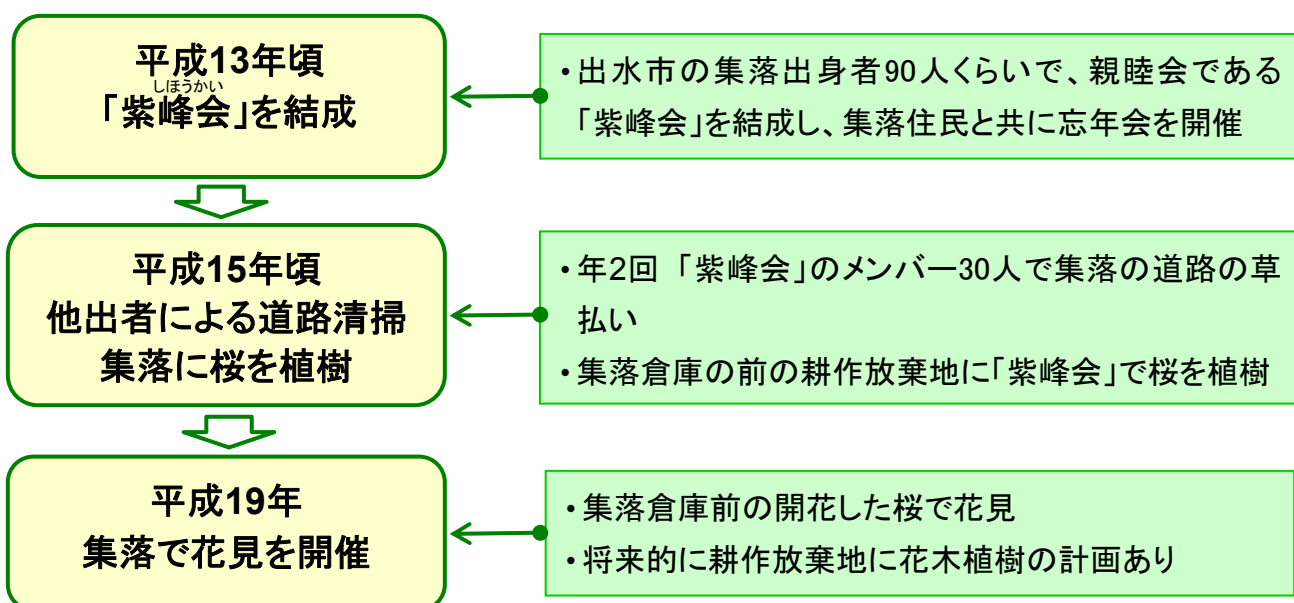 平成13年頃
しほうかい
「紫峰会」を結成
・出水市の集落出身者90人くらいで、親睦会である
「紫峰会」を結成し、集落住民と共に忘年会を開催
平成15年頃
他出者による道路清掃
集落に桜を植樹
・年2回 「紫峰会」のメンバー30人で集落の道路の草
払い
・集落倉庫の前の耕作放棄地に「紫峰会」で桜を植樹
平成19年
集落で花見を開催
・集落倉庫前の開花した桜で花見
・将来的に耕作放棄地に花木植樹の計画あり